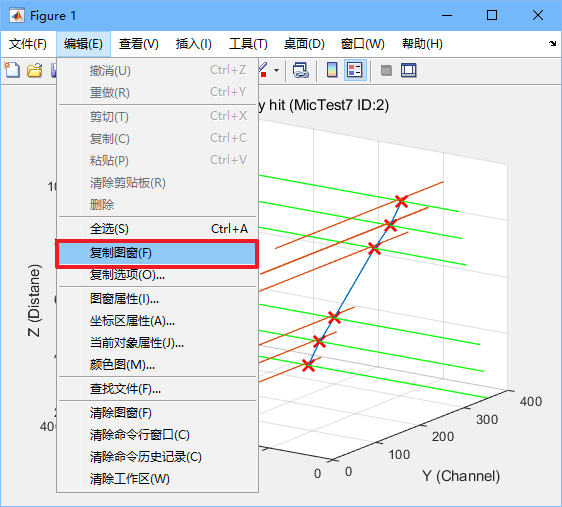 Figure 1
文件(F) 编辑(E) 查看(V) 插入(I) 工具(T) 桌面(D) 窗口(W) 帮助(H)
撤消(U) Ctrl+Z
重做(R) Ctrl+Y
剪切(T) Ctrl+X
复制(C) Ctrl+C
粘贴(P) Ctrl+V
清除剪贴板(R)
删除
全选(S) Ctrl+A
复制图窗(F)
复制选项(O)...
图窗属性(I)...
坐标区属性(A)...
当前对象属性(J)...
颜色图(M)...
查找文件(F)...
清除图窗(F)
清除命令行窗口(C)
清除命令历史记录(C)
清除工作区(W)
y hit (MicTest7 ID:2)
Z (Distane)
0
0
100
200
300
400
Y (Channel)